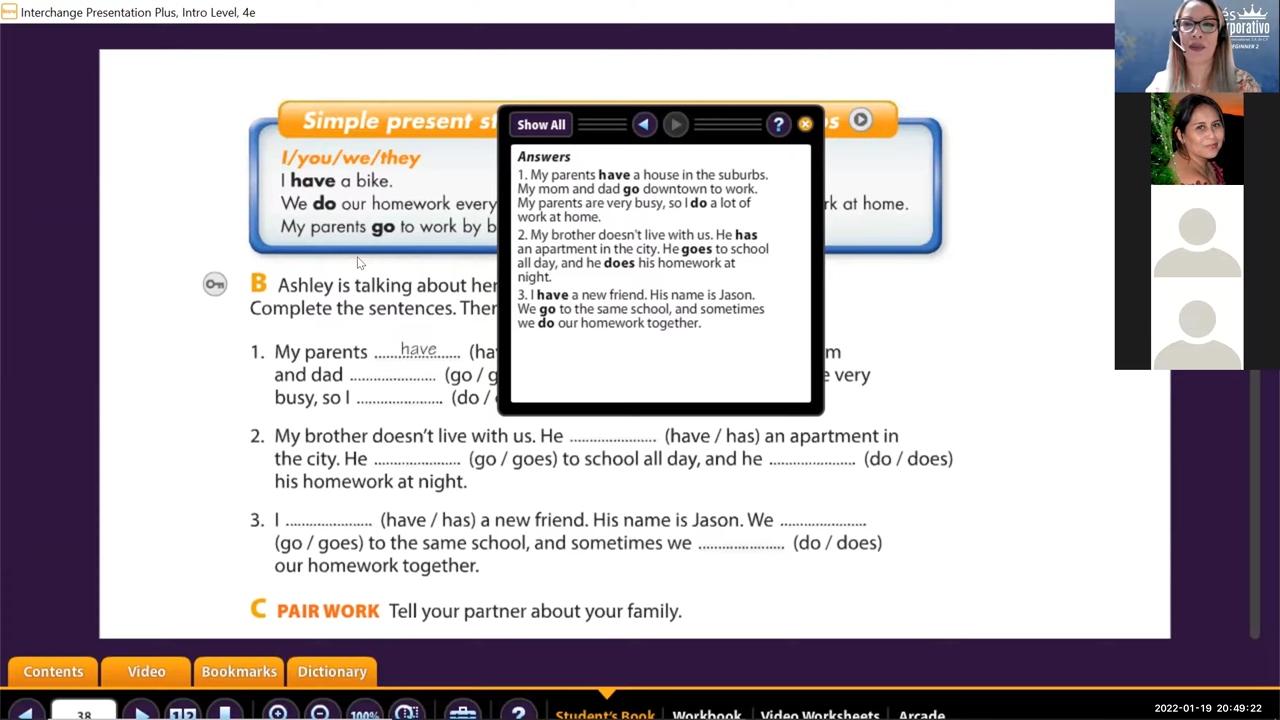 Interchange Presentation Plus, Intro Level, 4e
és
rporativo
BEGINNER 2
Simple present st
s
I/you/we/they
I have a bike.
We do our homework every
rk at home.
My parents go to work by b
Show All
?
Answers
1. My parents have a house in the suburbs.
My mom and dad go downtown to work.
My parents are very busy, so I do a lot of
work at home.
2. My brother doesn't live with us. He has
an apartment in the city. He goes to school
all day, and he does his homework at
night.
3. I have a new friend. His name is Jason.
We go to the same school, and sometimes
we do our homework together.
B Ashley is talking about her
Complete the sentences. Then
1. My parents ....have.... (hav
m
and dad .................... (go / g
e very
busy, so I .................... (do /
2. My brother doesn't live with us. He .................... (have / has) an apartment in
the city. He .................... (go / goes) to school all day, and he .................... (do / does)
his homework at night.
3. I .................... (have / has) a new friend. His name is Jason. We ....................
(go / goes) to the same school, and sometimes we .................... (do / does)
our homework together.
C PAIR WORK Tell your partner about your family.
Contents Video Bookmarks Dictionary
38 100% ? Student's Book Workbook Video Worksheets Arcade
2022-01-19 20:49:22